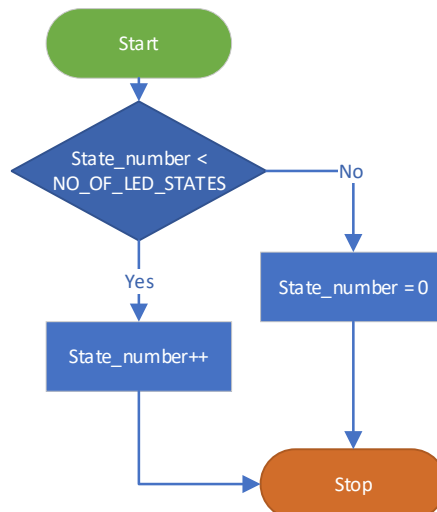 Start
State_number <
NO_OF_LED_STATES
No
Yes
State_number = 0
State_number++
Stop